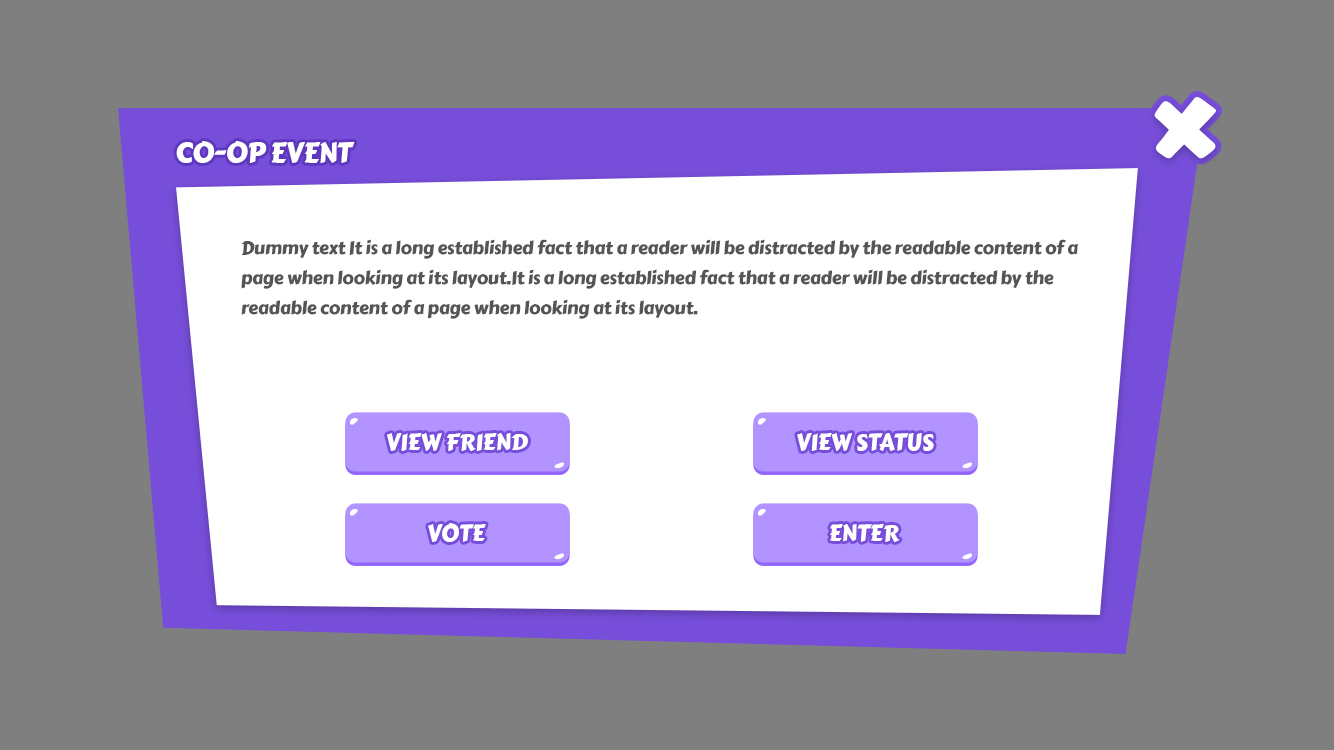 CO-OP EVENT
Dummy text It is a long established fact that a reader will be distracted by the readable content of a
page when looking at its layout.It is a long established fact that a reader will be distracted by the
readable content of a page when looking at its layout.
VIEW FRIEND
VIEW STATUS
VOTE
ENTER